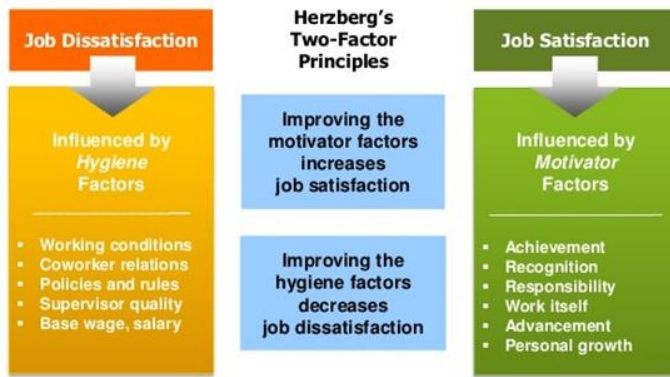 Job Dissatisfaction
Influenced by
Hygiene
Factors
▪ Working conditions
▪ Coworker relations
▪ Policies and rules
▪ Supervisor quality
▪ Base wage, salary
Herzberg's
Two-Factor
Principles
Improving the
motivator factors
increases
job satisfaction
Improving the
hygiene factors
decreases
job dissatisfaction
Job Satisfaction
Influenced by
Motivator
Factors
▪ Achievement
▪ Recognition
▪ Responsibility
▪ Work itself
▪ Advancement
▪ Personal growth